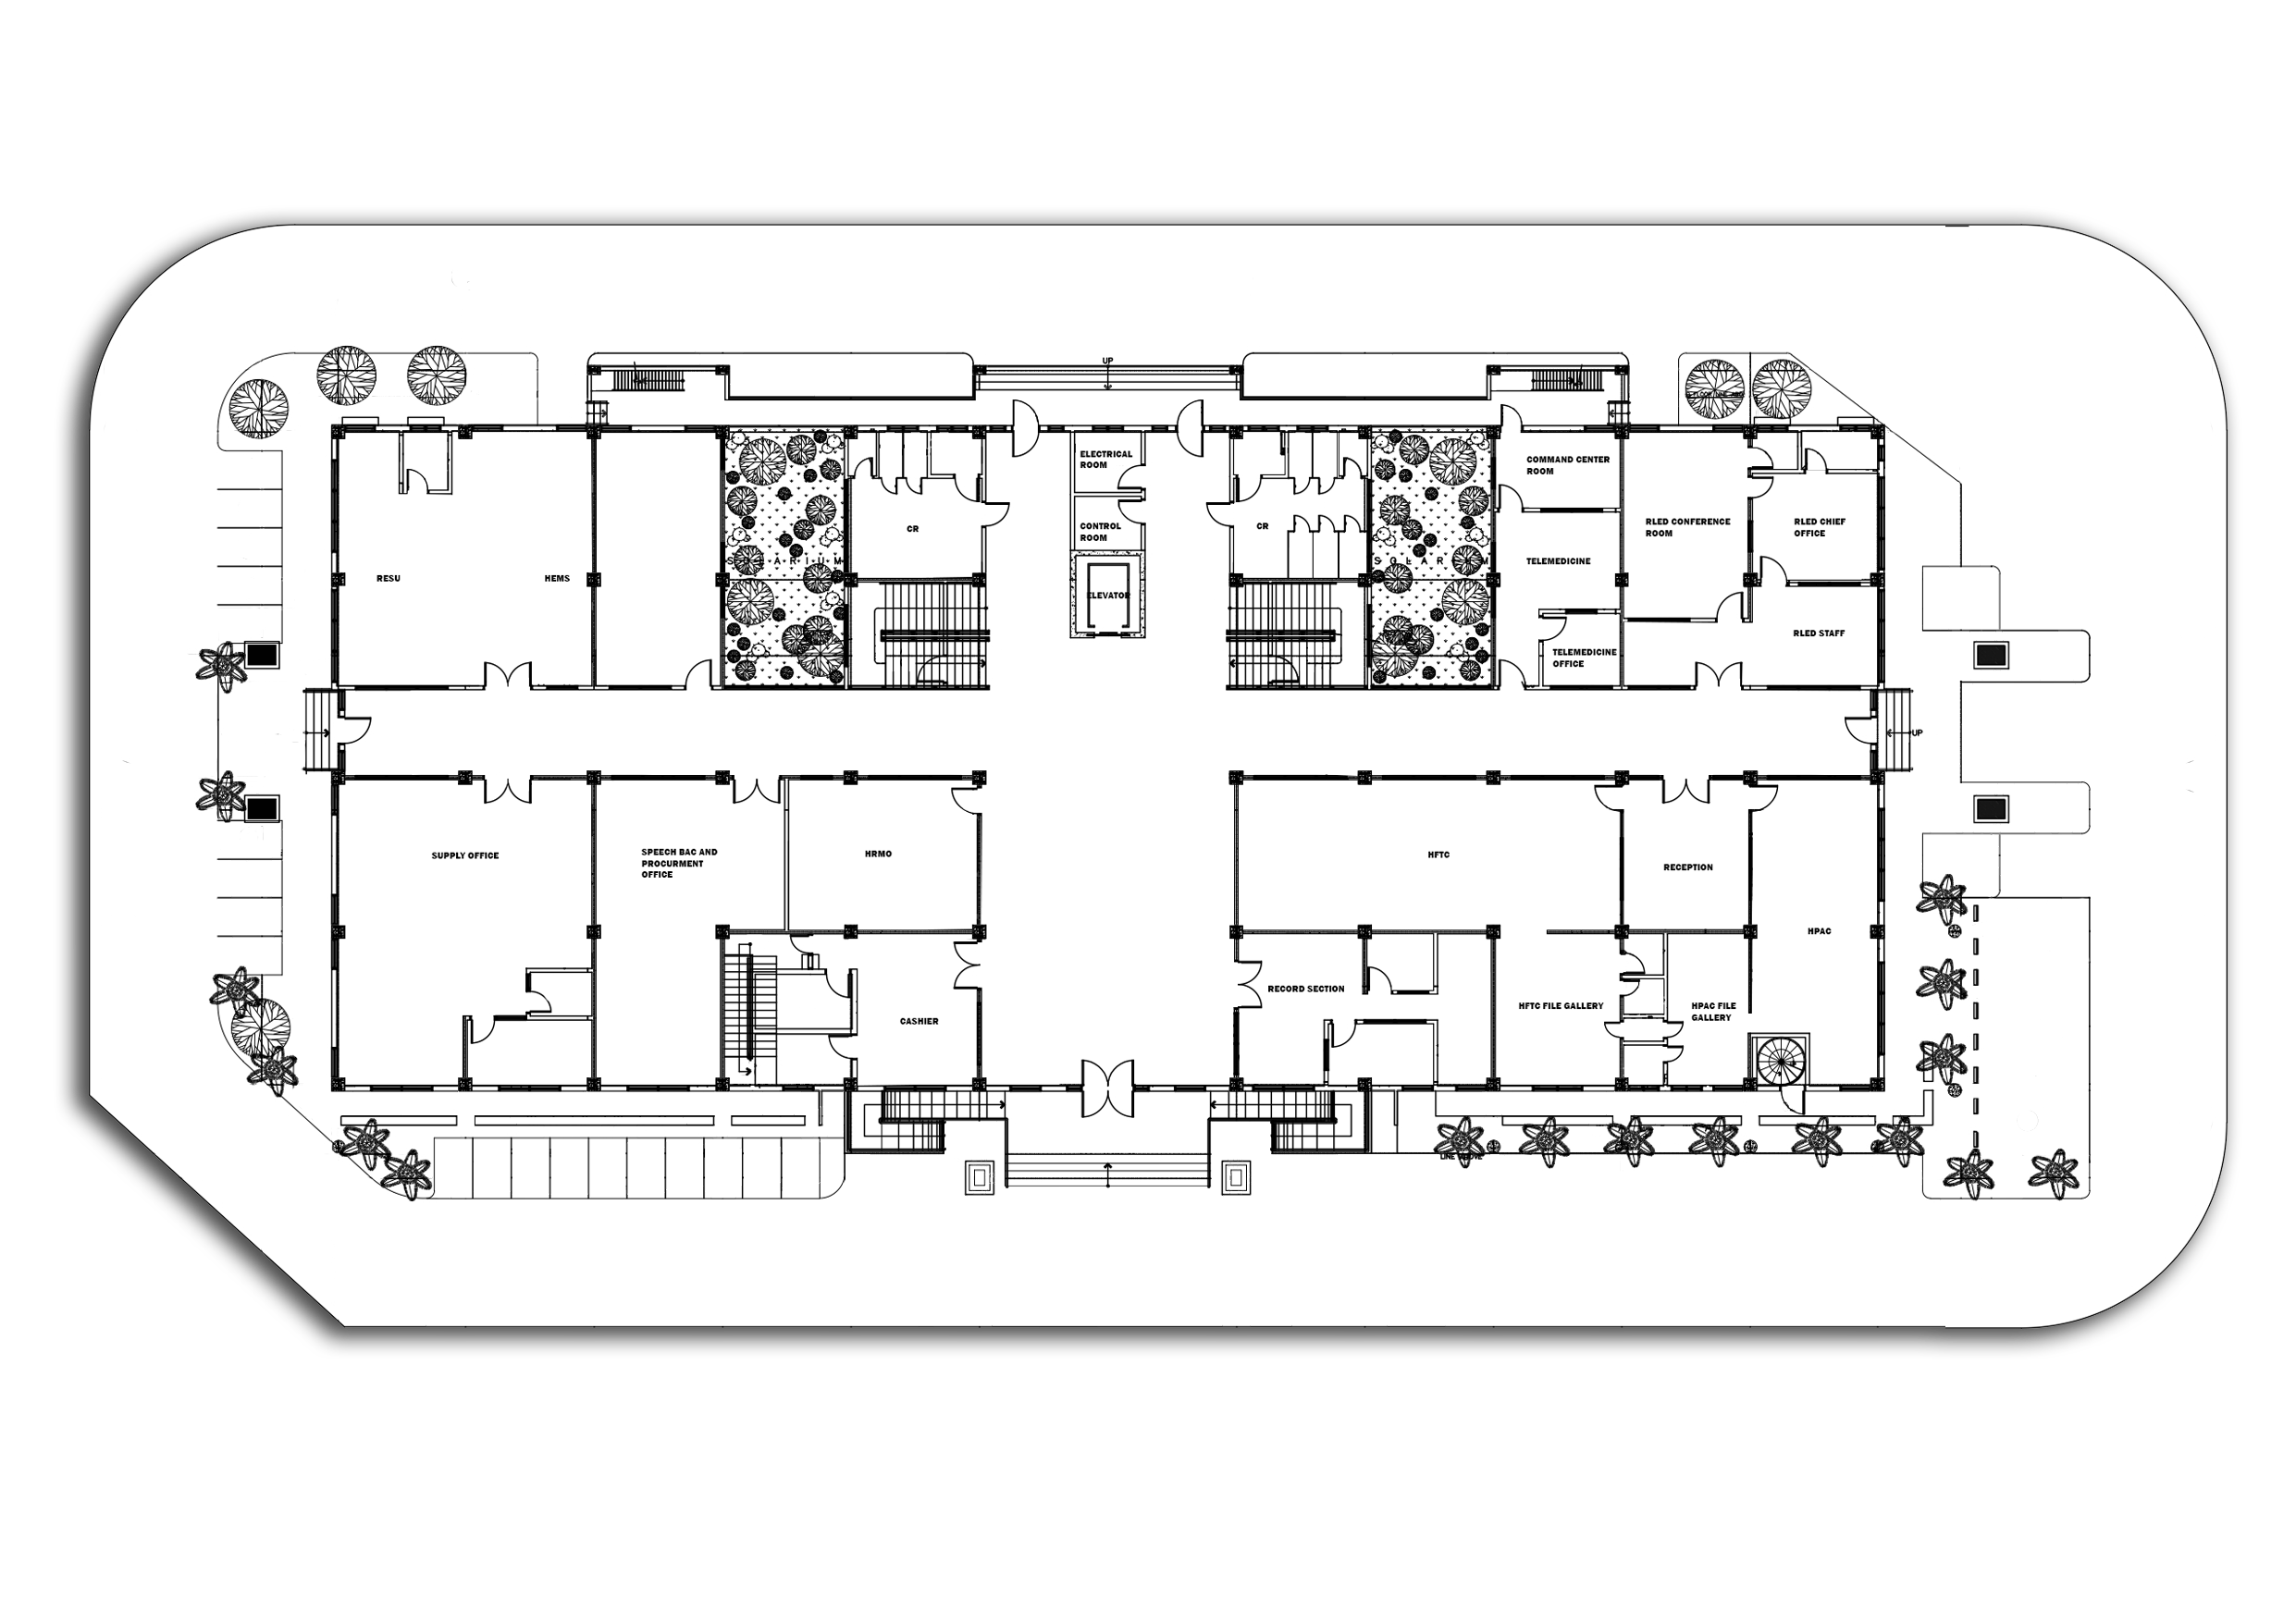 UP
ELECTRICAL
ROOM
CONTROL
ROOM
ELEVATOR
CR
CR
SOLARIUM
RESU
HEMS
COMMAND CENTER
ROOM
TELEMEDICINE
TELEMEDICINE
OFFICE
RLED CONFERENCE
ROOM
RLED CHIEF
OFFICE
RLED STAFF
UP
SUPPLY OFFICE
SPEECH BAC AND
PROCURMENT
OFFICE
HRMO
CASHIER
HFTC
RECEPTION
HPAC
RECORD SECTION
HFTC FILE GALLERY
HPAC FILE
GALLERY